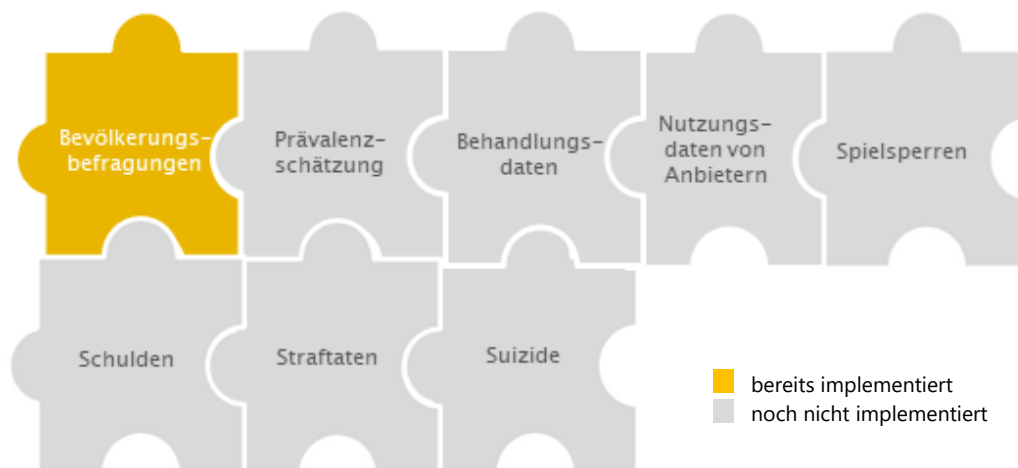 Bevölkerungs-
befragungen
Prävalenz-
schätzung
Behandlungs-
daten
Nutzungs-
daten von
Anbietern
Spielsperren
Schulden
Straftaten
Suizide
bereits implementiert
noch nicht implementiert